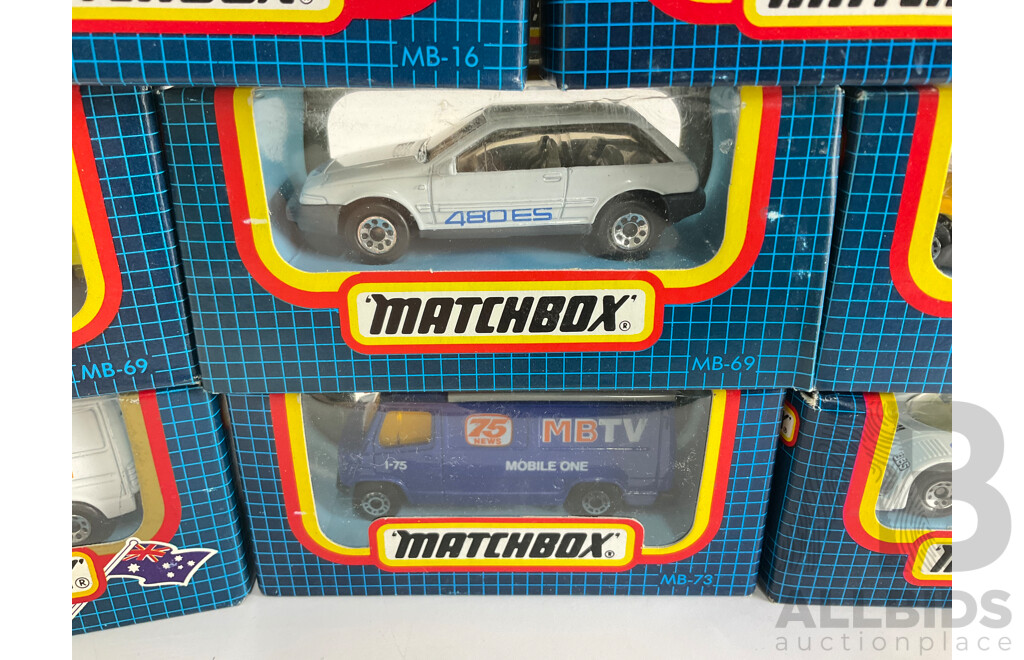 MB-16
480ES
"MATCHBOX"®
MB-69
MB-69
75 NEWS
MBTV
1-75
MOBILE ONE
"MATCHBOX"®
MB-73
ALLBIDS
auctionplace